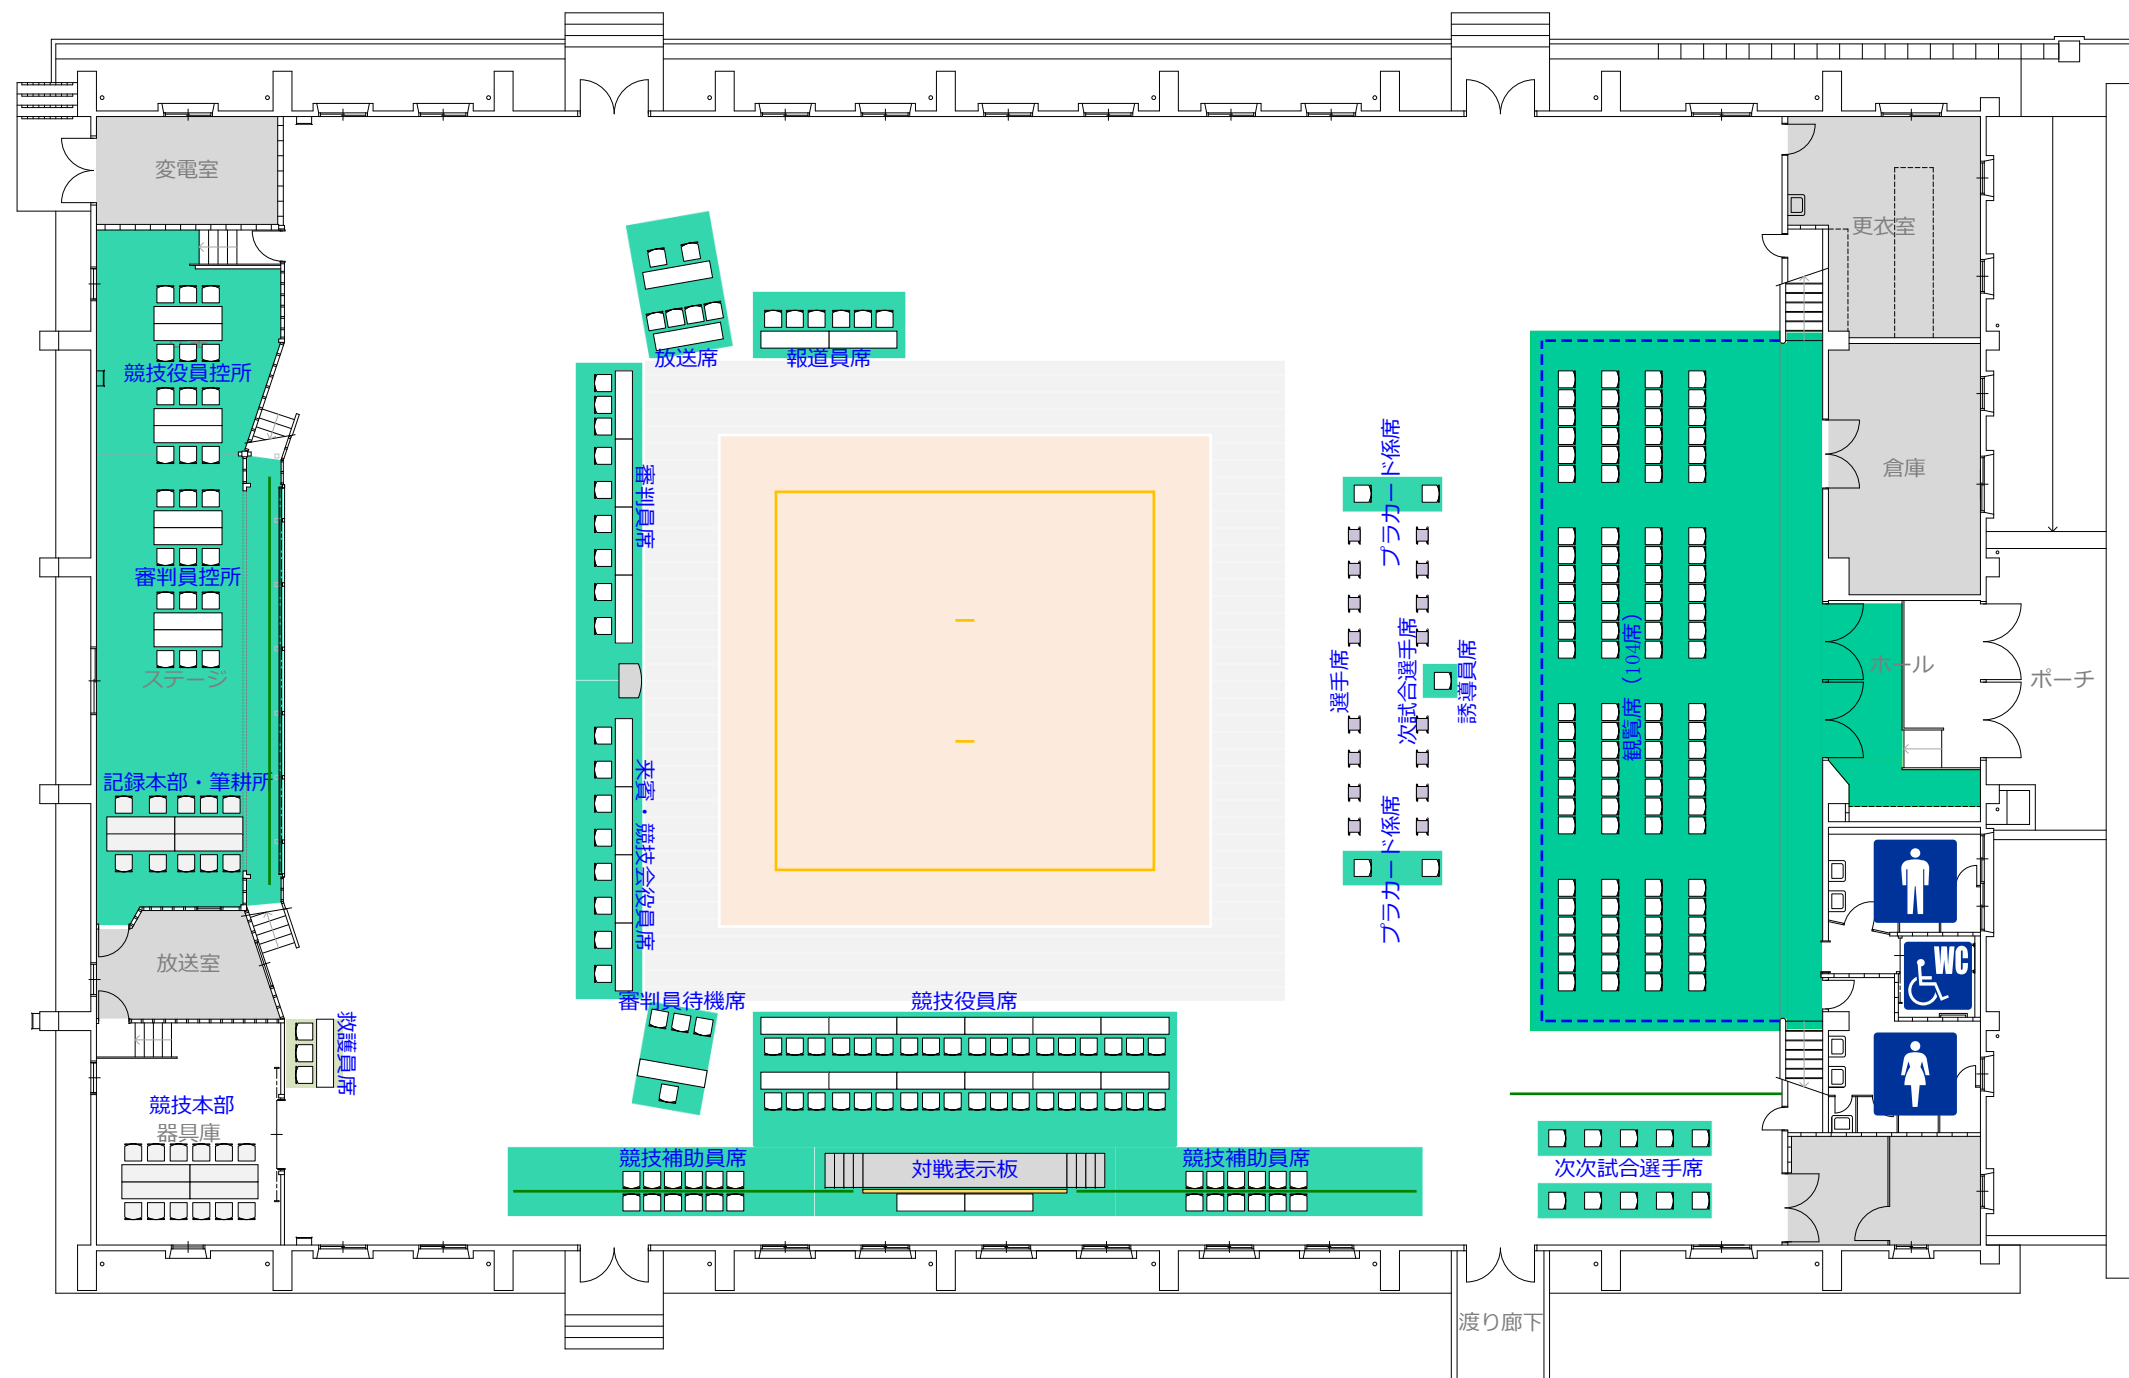 変電室
更衣室
放送席
報道員席
競技役員控所
審判員席
プラカード係席
倉庫
審判員控所
ステージ
選手席
次試合選手席
誘導員席
観覧席（104席）
ホール
ポーチ
記録本部・筆耕所
来賓・競技会役員席
プラカード係席
放送室
審判員待機席
競技役員席
WC
救護員席
競技本部
器具庫
競技補助員席
対戦表示板
競技補助員席
次次試合選手席
渡り廊下